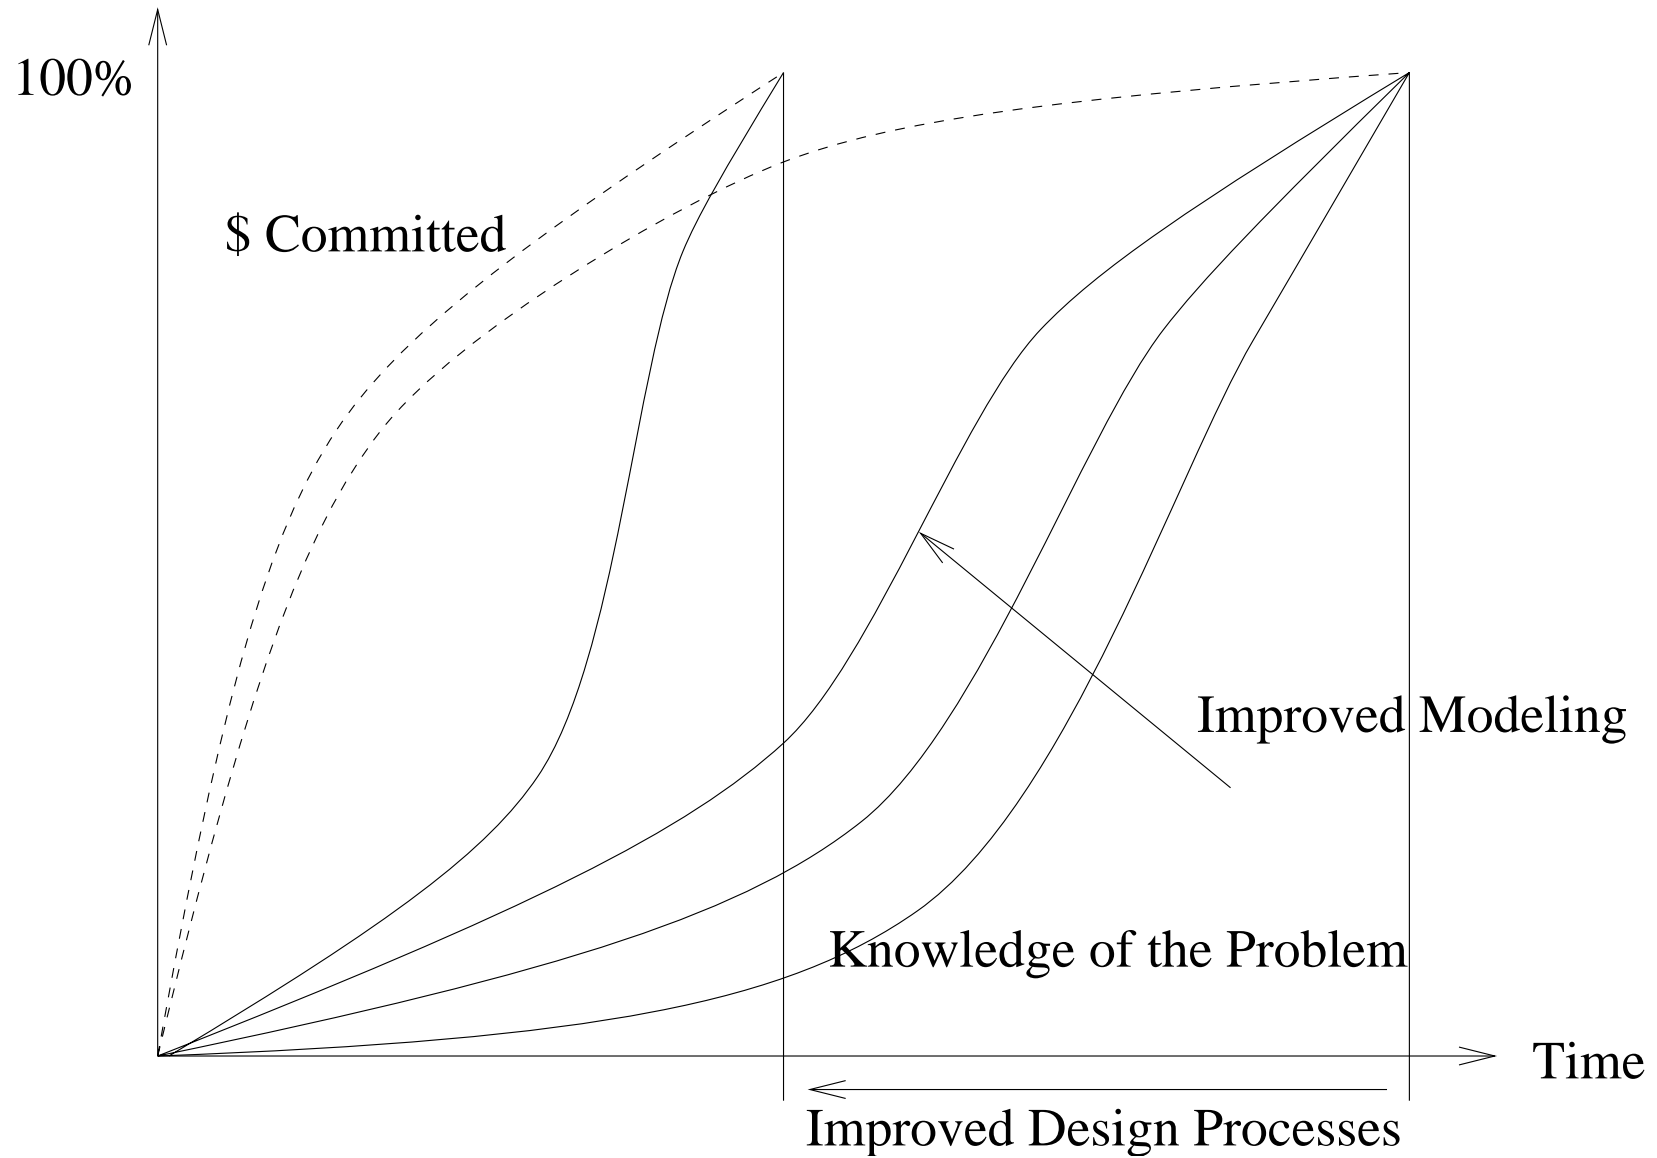 100%
$ Committed
Improved Modeling
Knowledge of the Problem
Time
Improved Design Processes